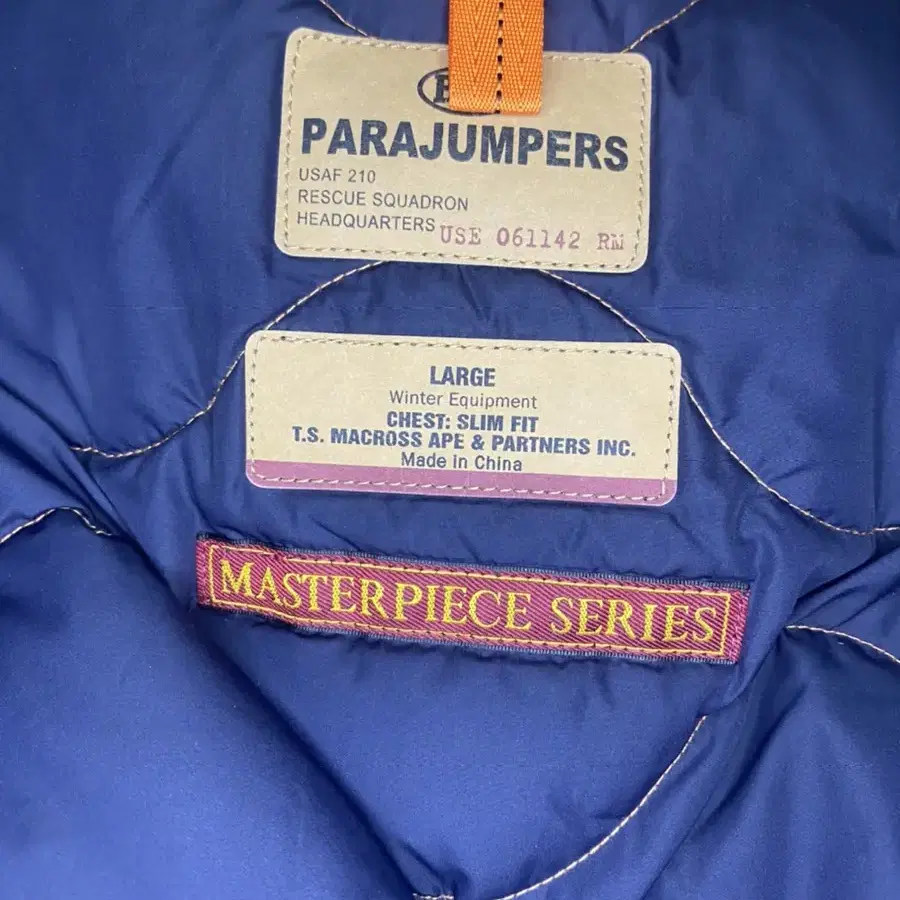 PARAJUMPERS
USAF 210
RESCUE SQUADRON
HEADQUARTERS USE 061142 RM
LARGE
Winter Equipment
CHEST: SLIM FIT
T.S. MACROSS APE & PARTNERS INC.
Made in China
MASTERPIECE SERIES